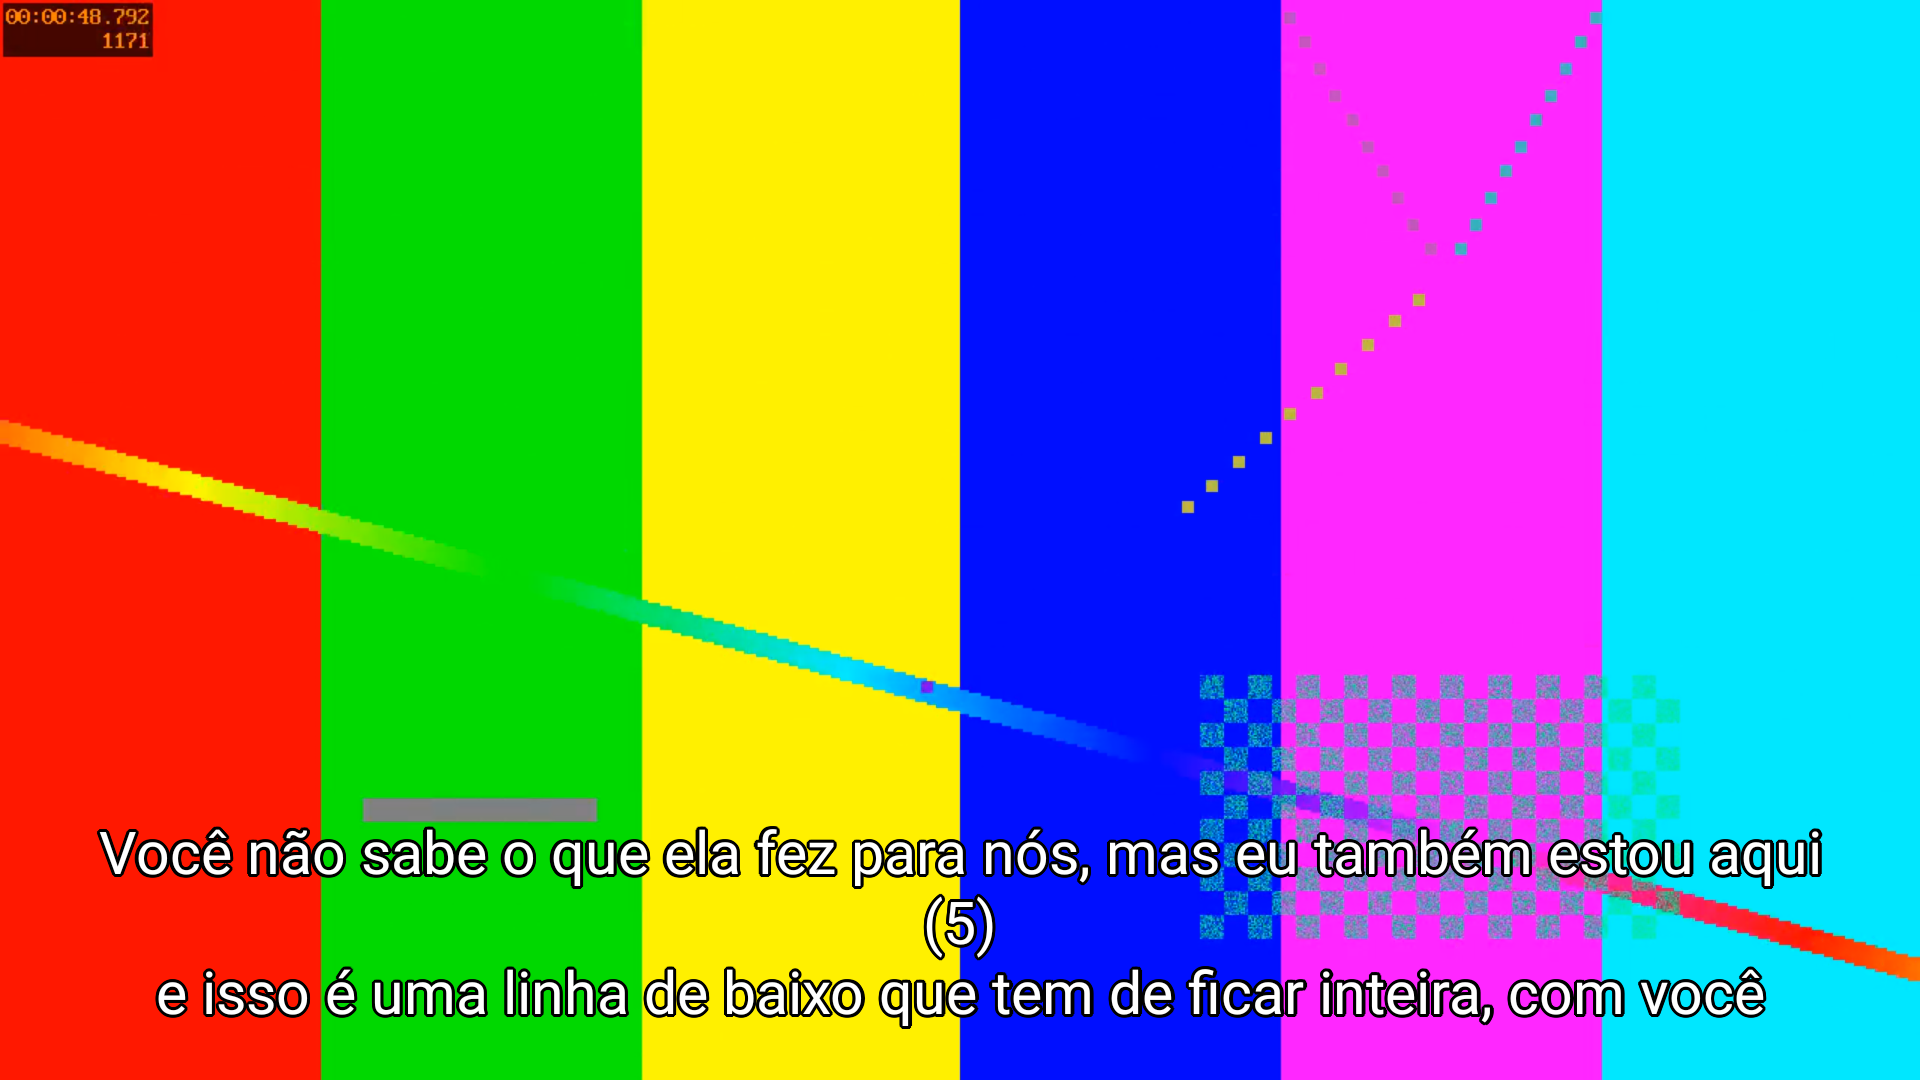 00:00:48.792
1171
Você não sabe o que ela fez para nós, mas eu também estou aqui
(5)
e isso é uma linha de baixo que tem de ficar inteira, com você